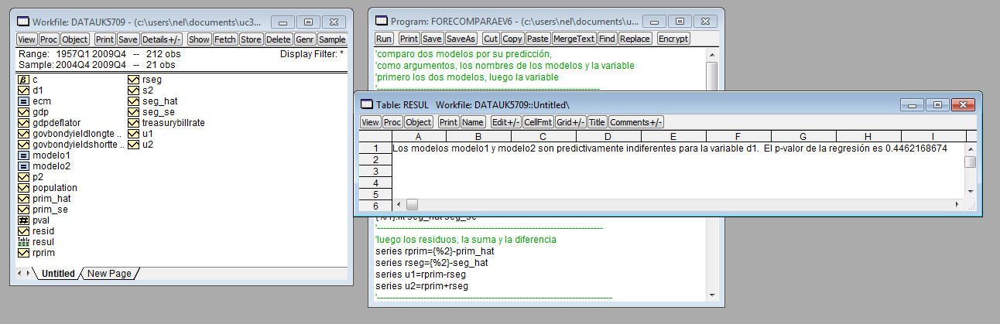 Workfile: DATAUK5709 - (c:\users\nel\documents\uc3...
View Proc Object Print Save Details+/- Show Fetch Store Delete Genr Sample
Range: 1957Q1 2009Q4 -- 212 obs Display Filter: *
Sample: 2004Q4 2009Q4 -- 21 obs
c
d1
ecm
gdp
gdpdeflator
govbondyieldlongte ..
govbondyieldshortte ..
modelo1
modelo2
p2
population
prim_hat
prim_se
pval
resid
resul
rprim
rseg
s2
seg_hat
seg_se
treasurybillrate
u1
u2
Untitled New Page
Program: FORECOMPARAEV6 - (c:\users\nel\documents\u...
Run Print Save SaveAs Cut Copy Paste MergeText Find Replace Encrypt
'comparo dos modelos por su predicción,
'como argumentos, los nombres de los modelos y la variable
'primero los dos modelos, luego la variable
Table: RESUL Workfile: DATAUK5709::Untitled\
View Proc Object Print Name Edit+/- CellFmt Grid+/- Title Comments+/-
A B C D E F G H I
1 Los modelos modelo1 y modelo2 son predictivamente indiferentes para la variable d1. El p-valor de la regresión es 0.4462168674
2
3
4
5
6
'luego los residuos, la suma y la diferencia
series rprim={%2}-prim_hat
series rseg={%2}-seg_hat
series u1=rprim-rseg
series u2=rprim+rseg